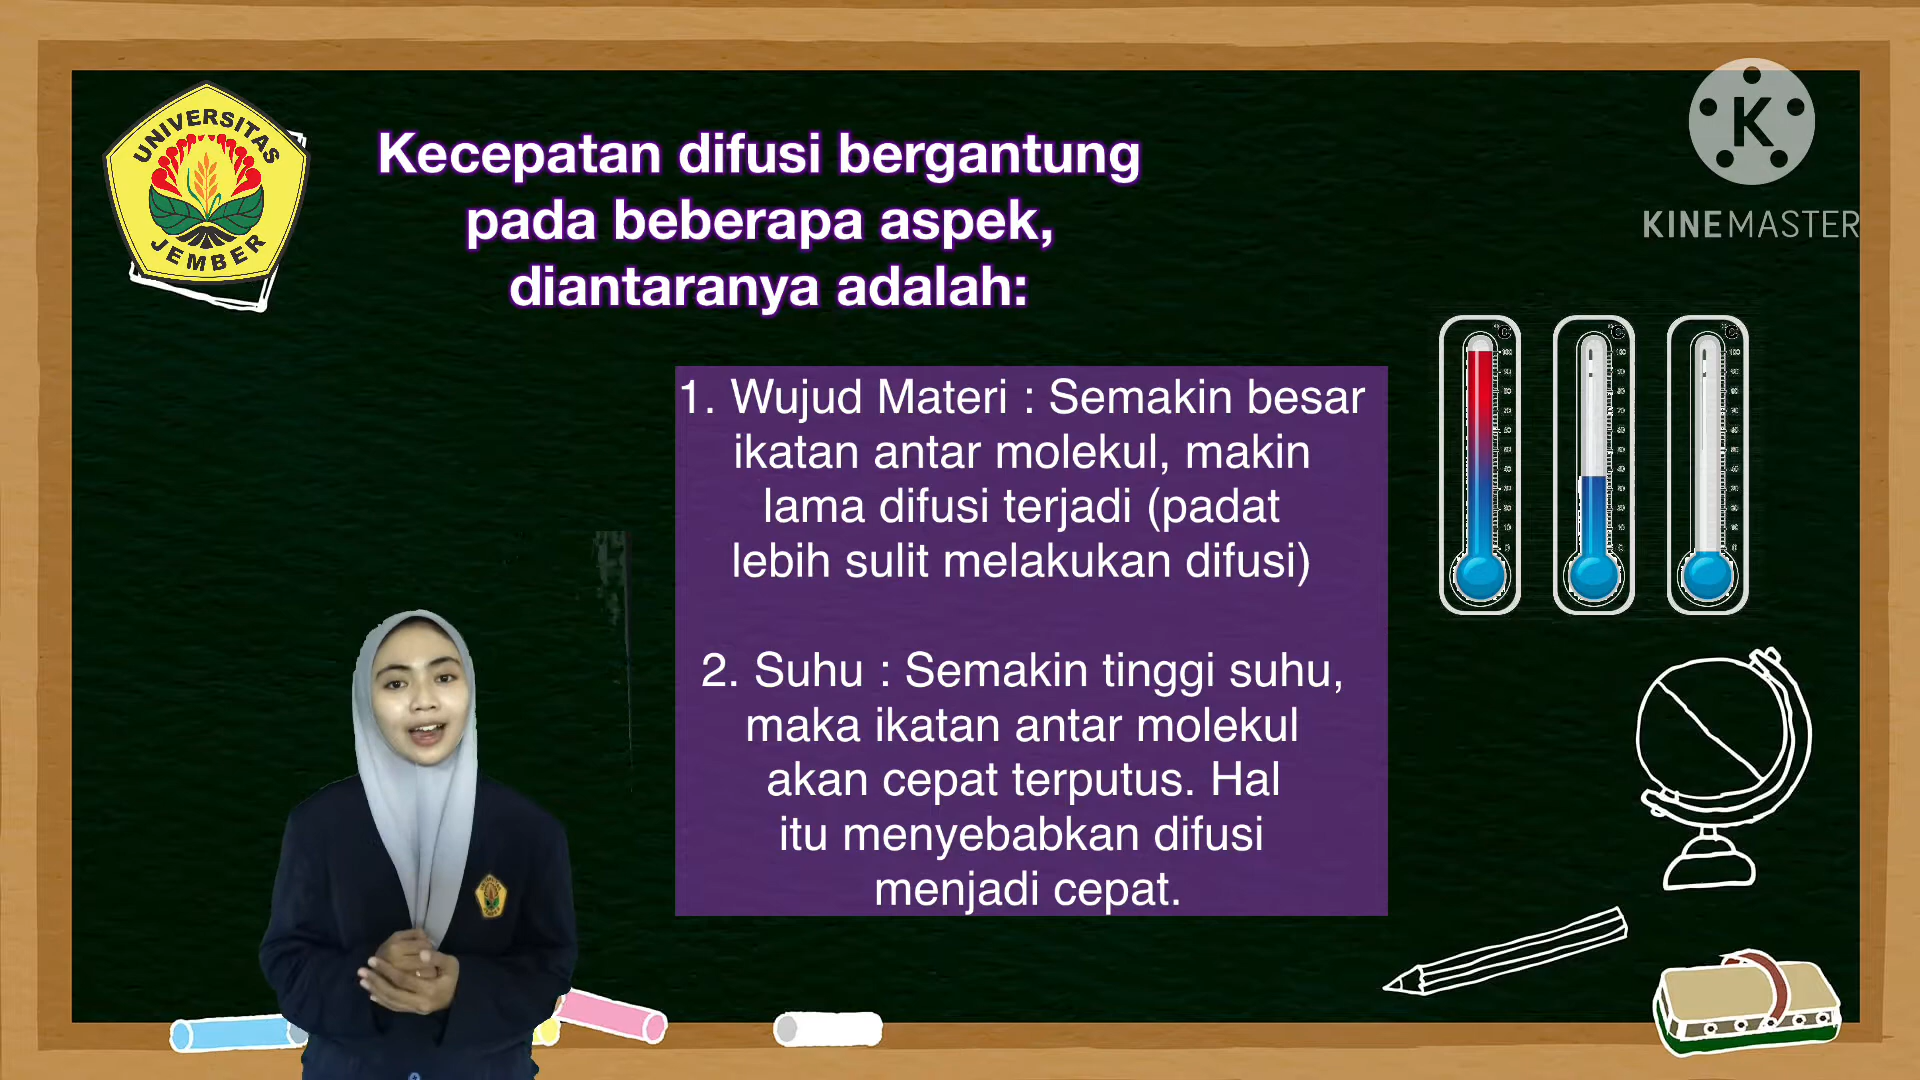 UNIVERSITAS
JEMBER
K
KINEMASTER
Kecepatan difusi bergantung
pada beberapa aspek,
diantaranya adalah:
1. Wujud Materi : Semakin besar
ikatan antar molekul, makin
lama difusi terjadi (padat
lebih sulit melakukan difusi)
2. Suhu : Semakin tinggi suhu,
maka ikatan antar molekul
akan cepat terputus. Hal
itu menyebabkan difusi
menjadi cepat.